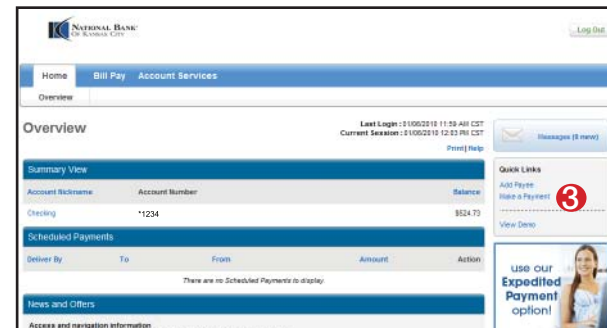 NATIONAL BANK
OF KANSAS CITY
Log Out
Home Bill Pay Account Services
Overview
Overview
Last Login : 01/06/2010 11:59 AM CST
Current Session : 01/06/2010 12:03 PM CST
Print| Help
Messages (0 new)
Summary View
Account Nickname Account Number Balance
Checking *1234 $524.73
Scheduled Payments
Deliver By To From Amount Action
There are no Scheduled Payments to display.
News and Offers
Access and navigation information
Quick Links
Add Payee
Make a Payment
3
View Demo
use our
Expedited
Payment
option!